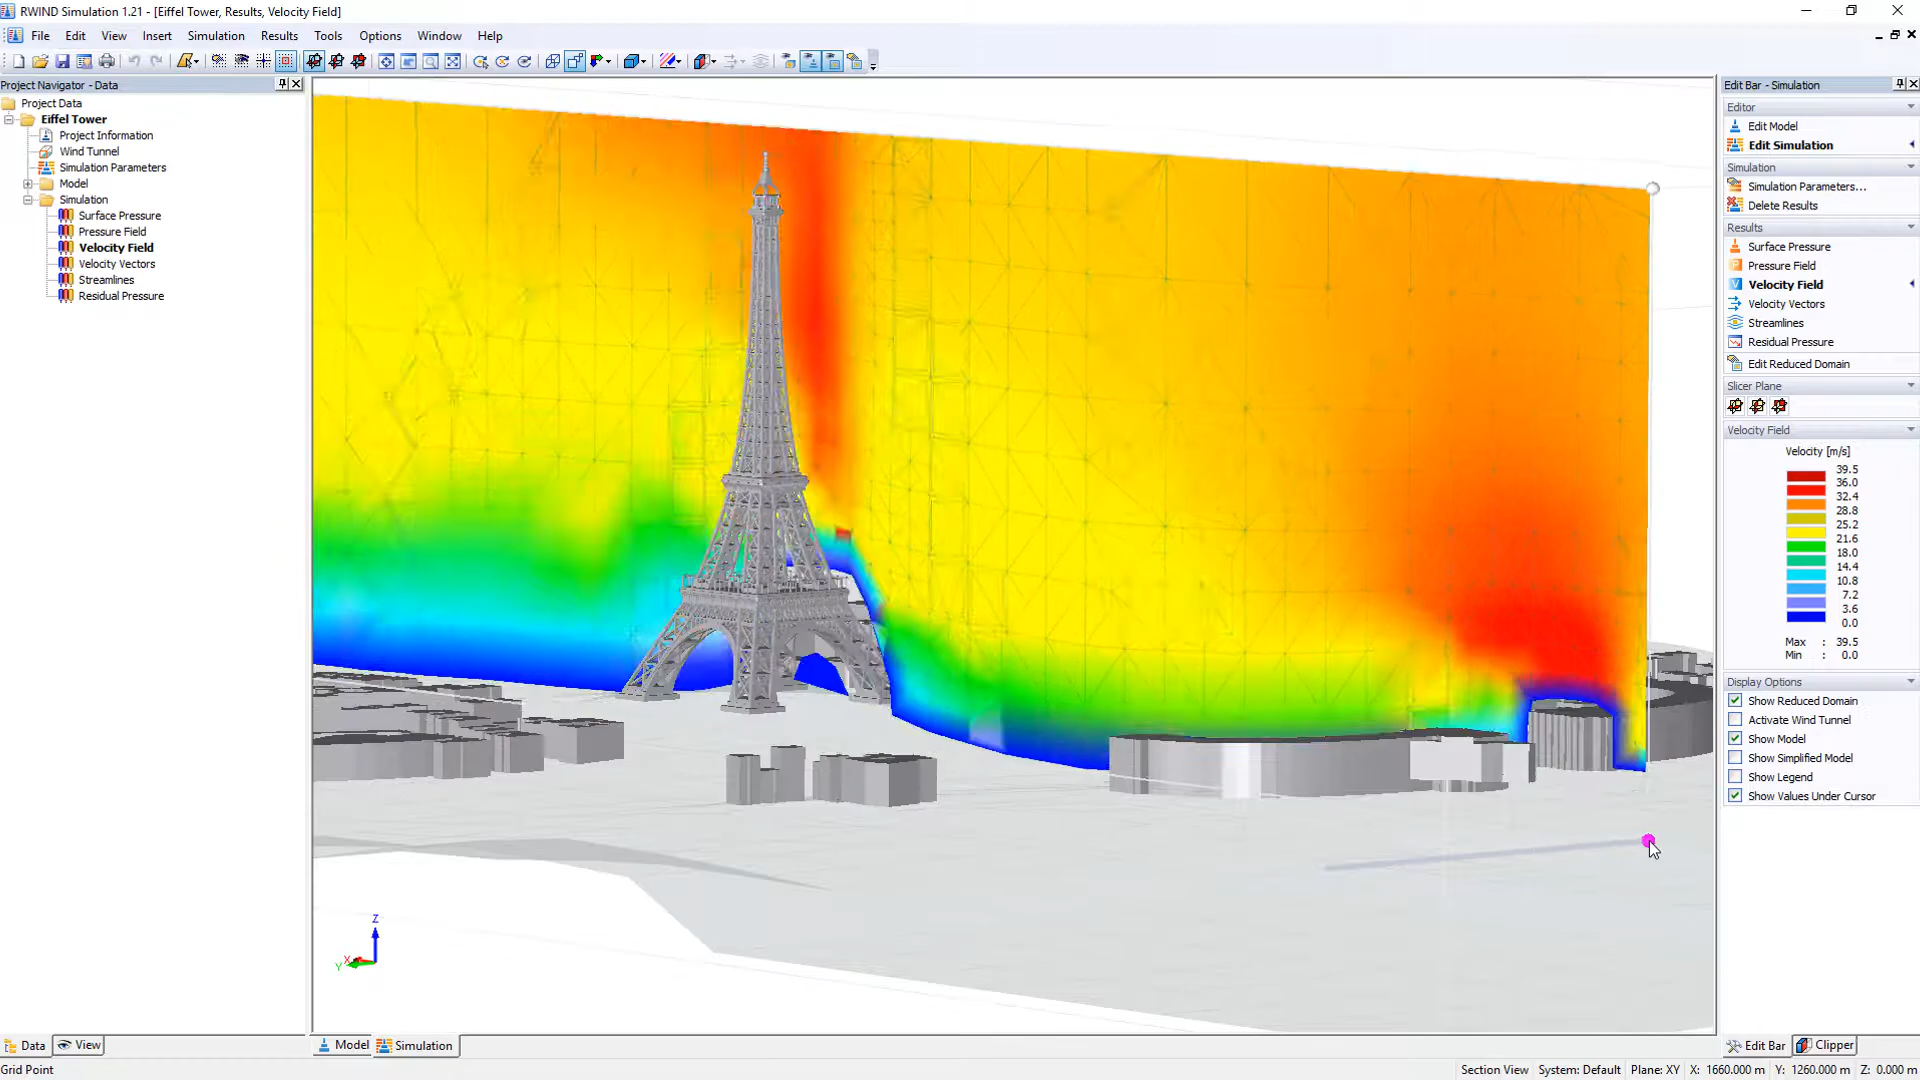 RWIND Simulation 1.21 - [Eiffel Tower, Results, Velocity Field]
File Edit View Insert Simulation Results Tools Options Window Help
Project Navigator - Data
Project Data
Eiffel Tower
Project Information
Wind Tunnel
Simulation Parameters
Model
Simulation
Surface Pressure
Pressure Field
Velocity Field
Velocity Vectors
Streamlines
Residual Pressure
Data View
Z
X
Y
Model Simulation
Edit Bar - Simulation
Editor
Edit Model
Edit Simulation
Simulation
Simulation Parameters...
Delete Results
Results
Surface Pressure
Pressure Field
Velocity Field
Velocity Vectors
Streamlines
Residual Pressure
Edit Reduced Domain
Slicer Plane
Velocity Field
Velocity [m/s]
39.5
36.0
32.4
28.8
25.2
21.6
18.0
14.4
10.8
7.2
3.6
0.0
Max : 39.5
Min : 0.0
Display Options
Show Reduced Domain
Activate Wind Tunnel
Show Model
Show Simplified Model
Show Legend
Show Values Under Cursor
Edit Bar Clipper
Grid Point
Section View System: Default Plane: XY X: 1660.000 m Y: 1260.000 m Z: 0.000 m